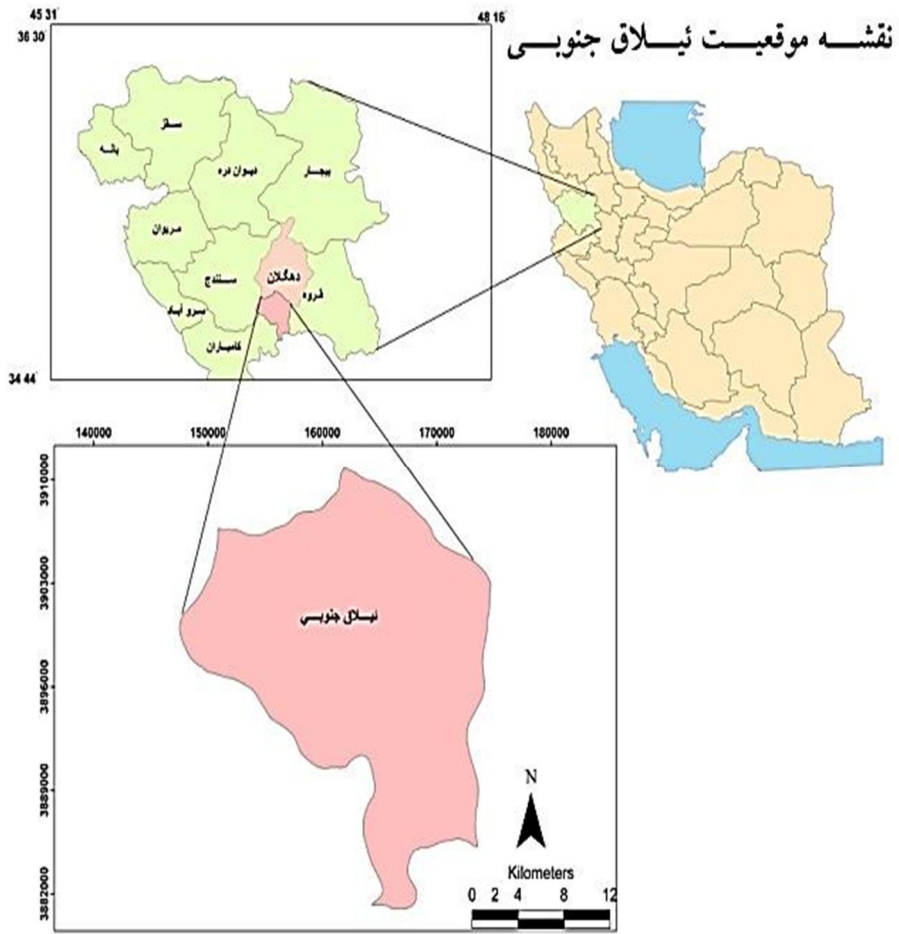 نقشه موقعیت ئیلاق جنوبی
45 31
36 30
48 16
34 44
سقز
بانه
دیوان دره
بیجار
مریوان
سنندج
دهگلان
قروه
سرو آباد
کامیاران
140000 150000 160000 170000 180000
3910000
3903000
3896000
3889000
3882000
ئیلاق جنوبي
N
Kilometers
0 2 4 8 12